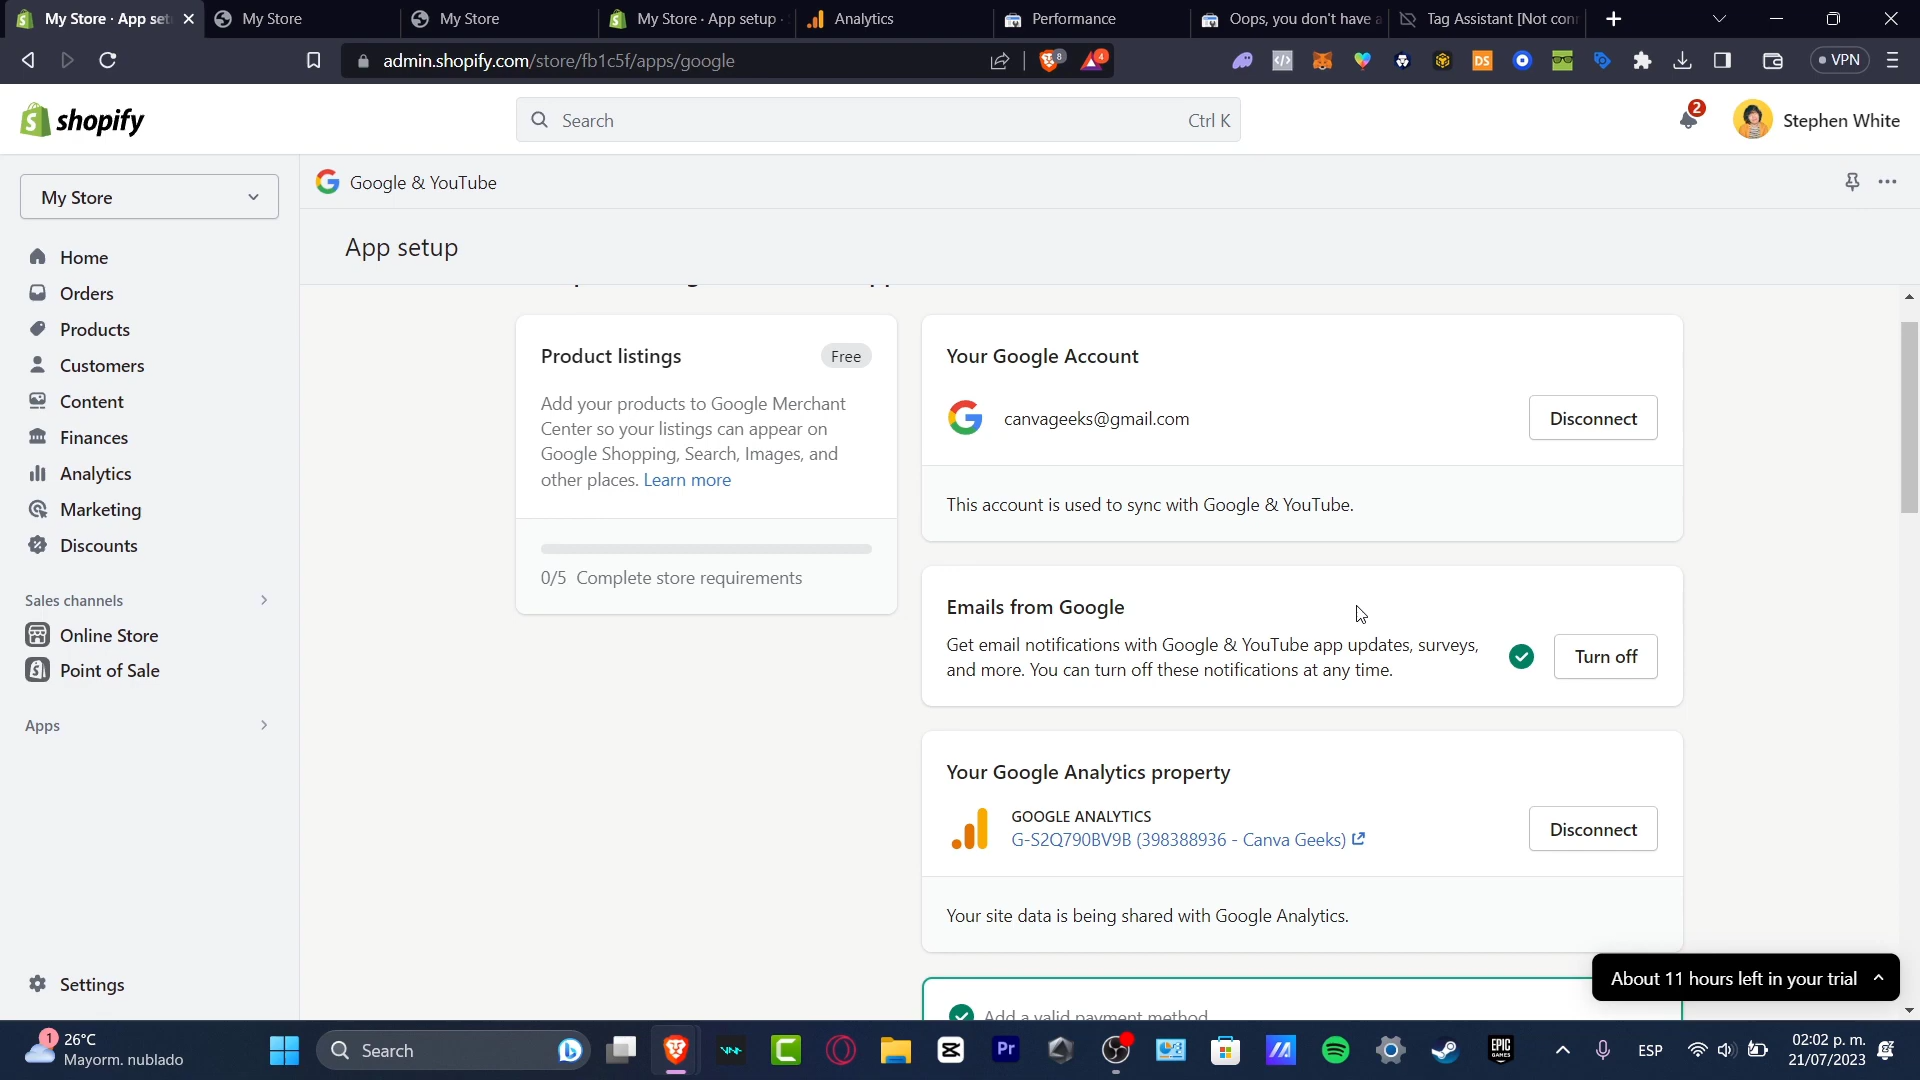 My Store · App set
My Store
My Store
My Store · App setup ·
Analytics
Performance
Oops, you don't have a
Tag Assistant [Not conn
admin.shopify.com/store/fb1c5f/apps/google
8
4
DS
VPN
shopify
Search
Ctrl K
2
Stephen White
My Store
Google & YouTube
App setup
Home
Orders
Products
Customers
Content
Finances
Analytics
Marketing
Discounts
Sales channels
Online Store
Point of Sale
Apps
Settings
Product listings
Free
Add your products to Google Merchant
Center so your listings can appear on
Google Shopping, Search, Images, and
other places. Learn more
0/5 Complete store requirements
Your Google Account
canvageeks@gmail.com
Disconnect
This account is used to sync with Google & YouTube.
Emails from Google
Get email notifications with Google & YouTube app updates, surveys,
and more. You can turn off these notifications at any time.
Turn off
Your Google Analytics property
GOOGLE ANALYTICS
G-S2Q790BV9B (398388936 - Canva Geeks)
Disconnect
Your site data is being shared with Google Analytics.
Add a valid payment method
About 11 hours left in your trial
1
26°C
Mayorm. nublado
Search
Pr
EPIC
GAMES
ESP
02:02 p. m.
21/07/2023